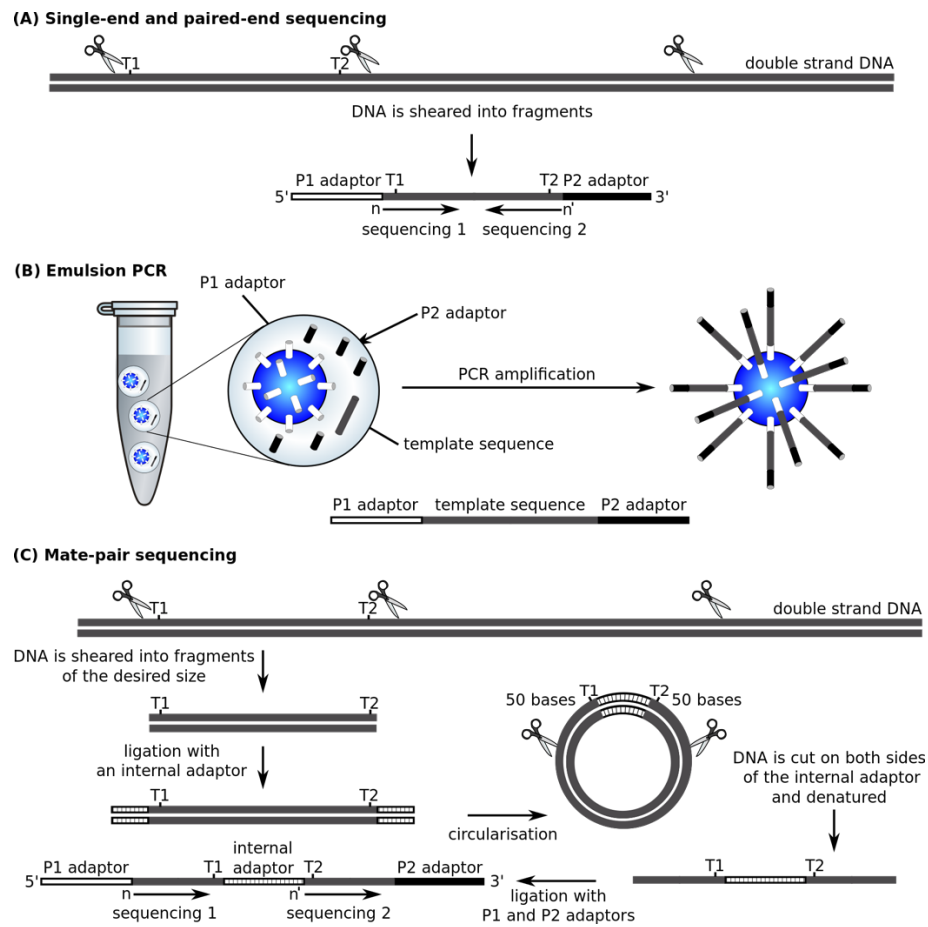 (A) Single-end and paired-end sequencing
T1
T2
double strand DNA
DNA is sheared into fragments
P1 adaptor T1
T2 P2 adaptor
5'
3'
n
n'
sequencing 1
sequencing 2
(B) Emulsion PCR
P1 adaptor
P2 adaptor
PCR amplification
template sequence
P1 adaptor
template sequence
P2 adaptor
(C) Mate-pair sequencing
T1
T2
double strand DNA
DNA is sheared into fragments
of the desired size
T1
T2
ligation with
an internal adaptor
T1
T2
circularisation
50 bases
T1
T2
50 bases
DNA is cut on both sides
of the internal adaptor
and denatured
T1
T2
ligation with
P1 and P2 adaptors
internal
adaptor
P1 adaptor
T1
T2
P2 adaptor
5'
3'
n
n'
sequencing 1
sequencing 2